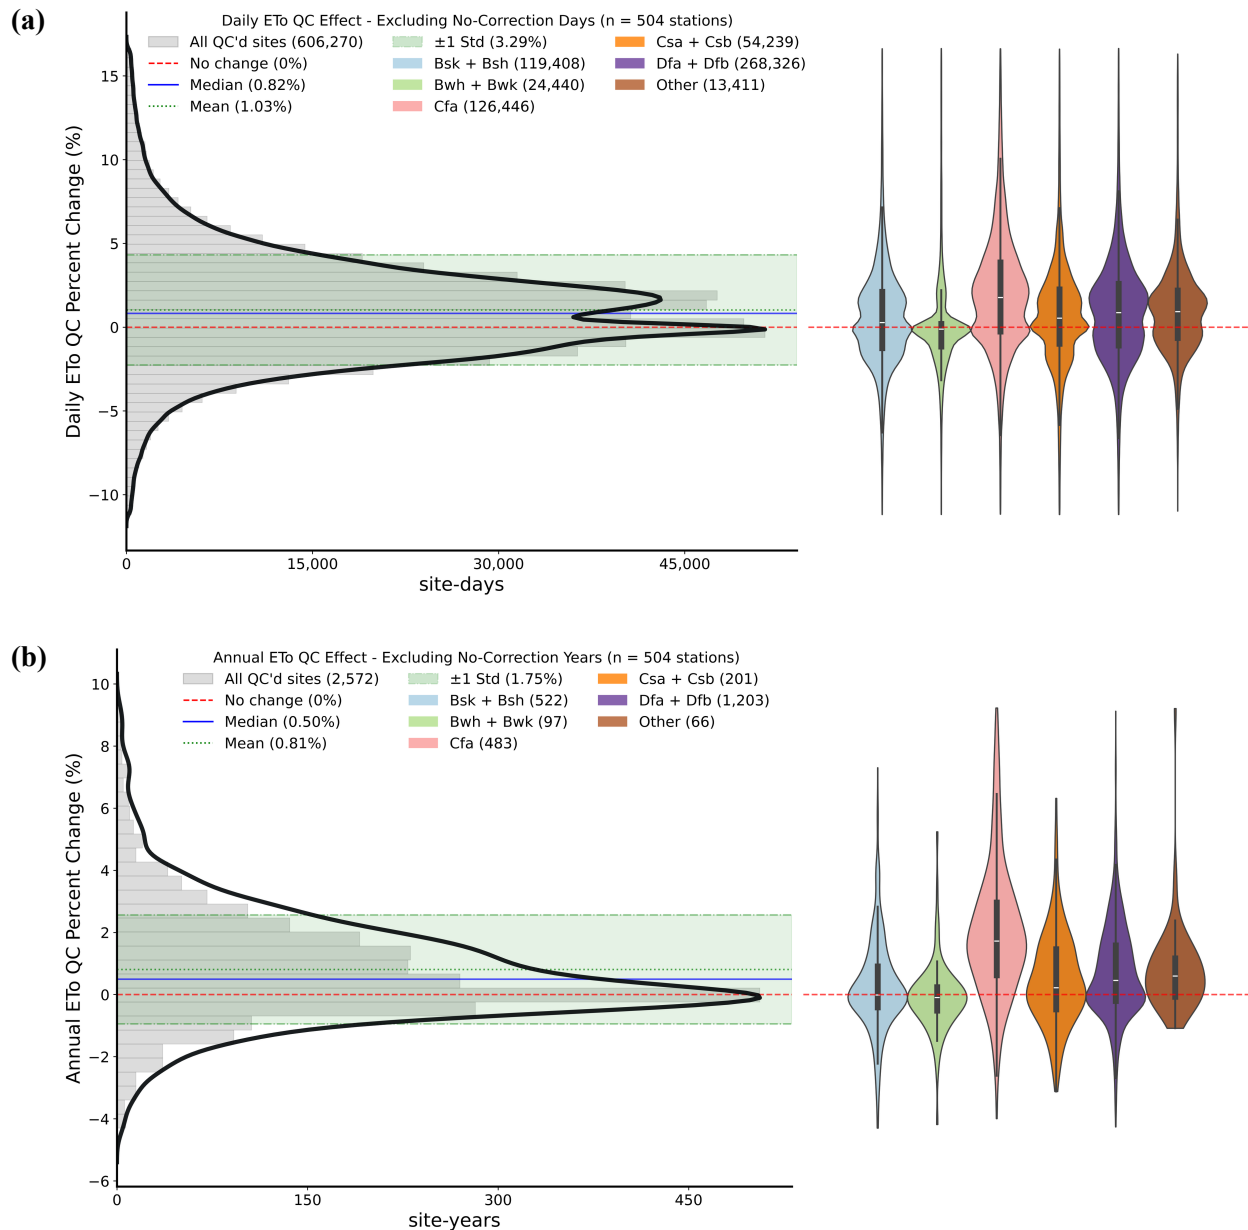 (a)
Daily ETo QC Effect - Excluding No-Correction Days (n = 504 stations)
All QC'd sites (606,270)
No change (0%)
Median (0.82%)
Mean (1.03%)
±1 Std (3.29%)
Bsk + Bsh (119,408)
Bwh + Bwk (24,440)
Cfa (126,446)
Csa + Csb (54,239)
Dfa + Dfb (268,326)
Other (13,411)
Daily ETo QC Percent Change (%)
15
10
5
0
−5
−10
0
15,000
30,000
45,000
site-days
(b)
Annual ETo QC Effect - Excluding No-Correction Years (n = 504 stations)
All QC'd sites (2,572)
No change (0%)
Median (0.50%)
Mean (0.81%)
±1 Std (1.75%)
Bsk + Bsh (522)
Bwh + Bwk (97)
Cfa (483)
Csa + Csb (201)
Dfa + Dfb (1,203)
Other (66)
Annual ETo QC Percent Change (%)
10
8
6
4
2
0
−2
−4
−6
0
150
300
450
site-years